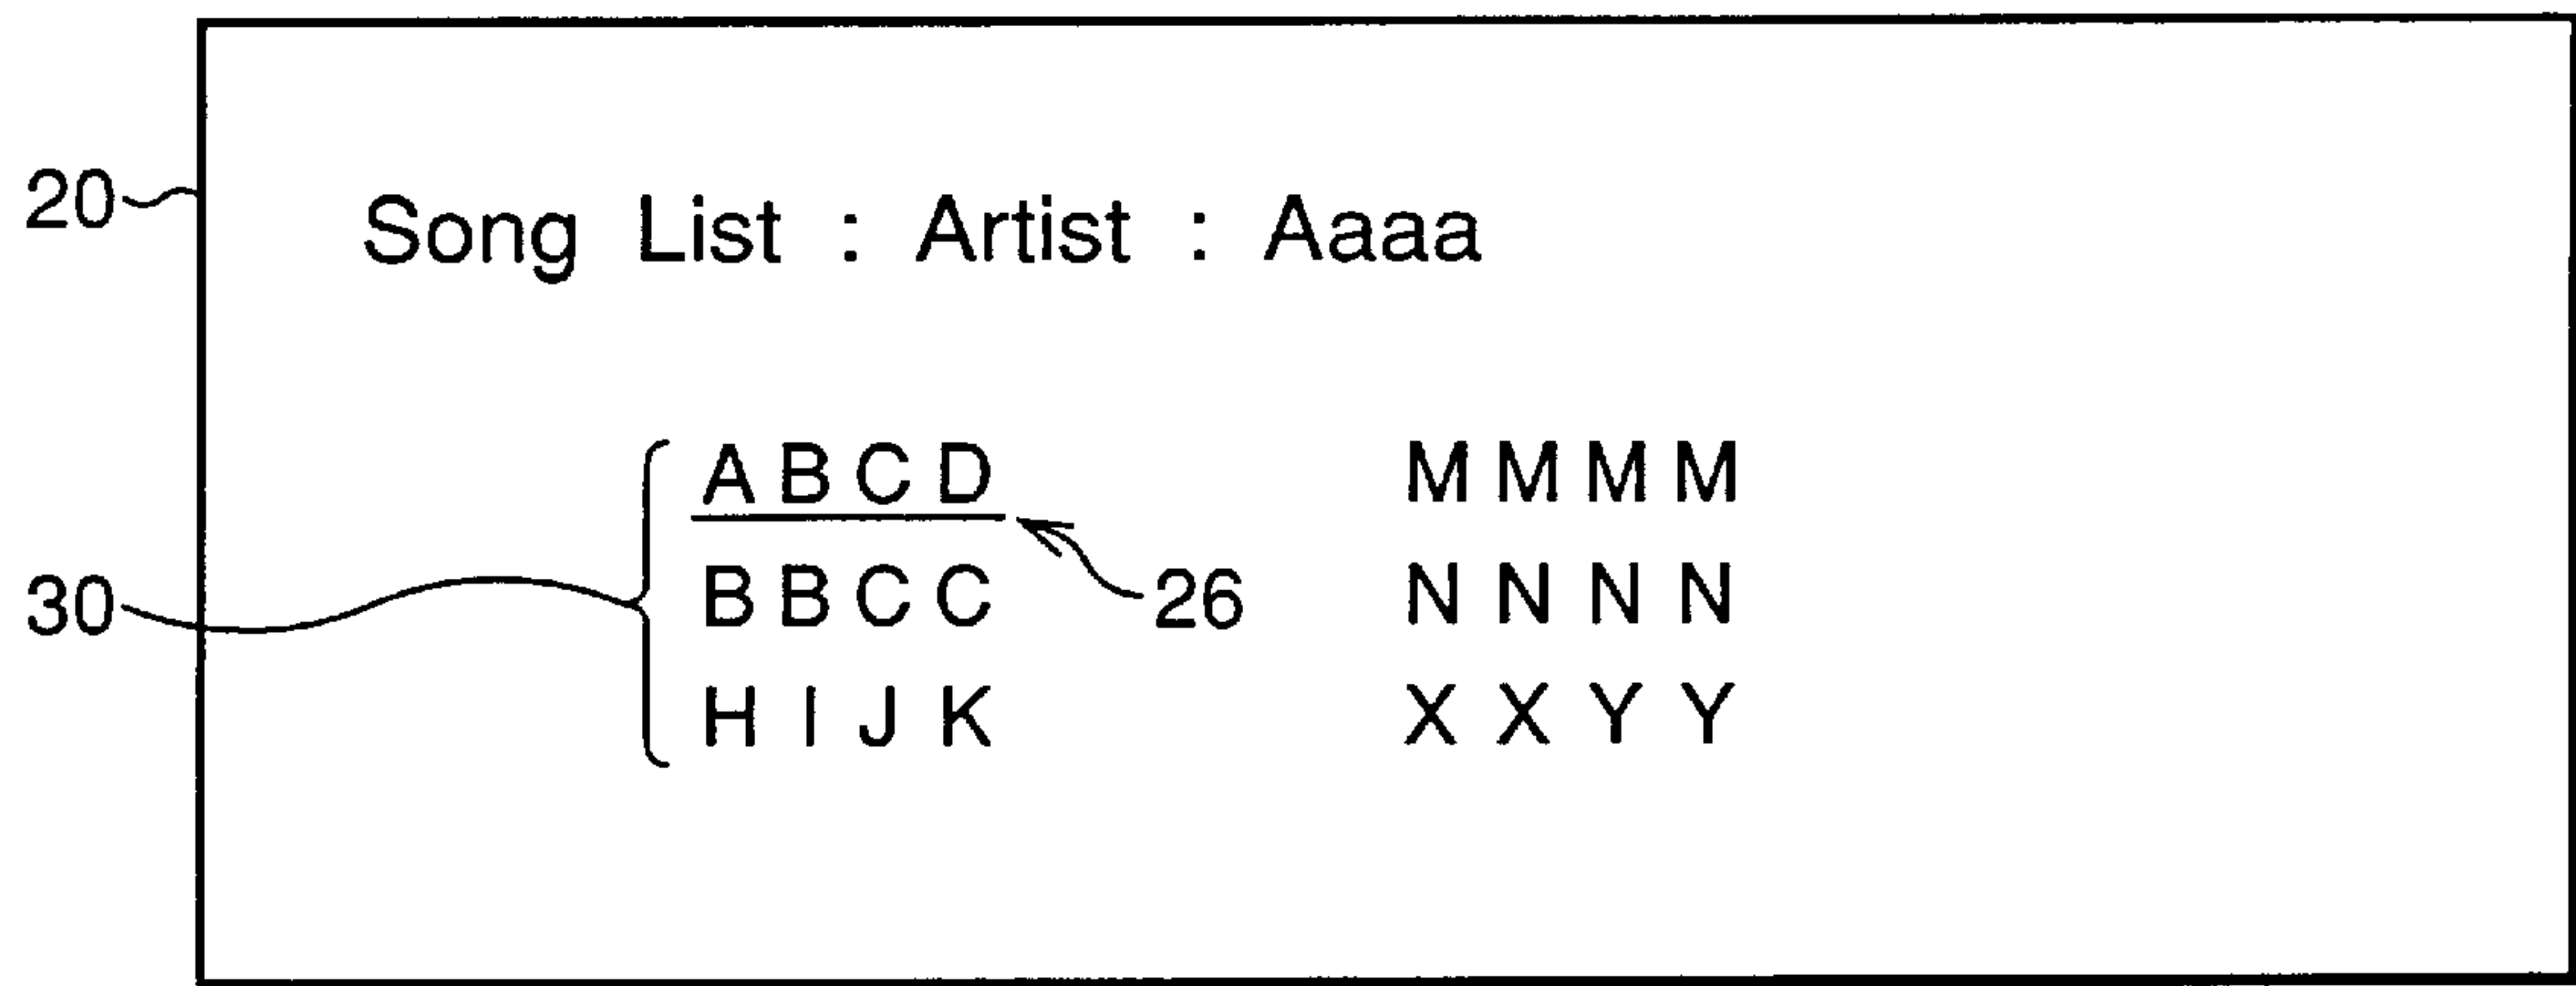 20
Song List : Artist : Aaaa
A B C D    M M M M
26
30 B B C C    N N N N
H I J K    X X Y Y